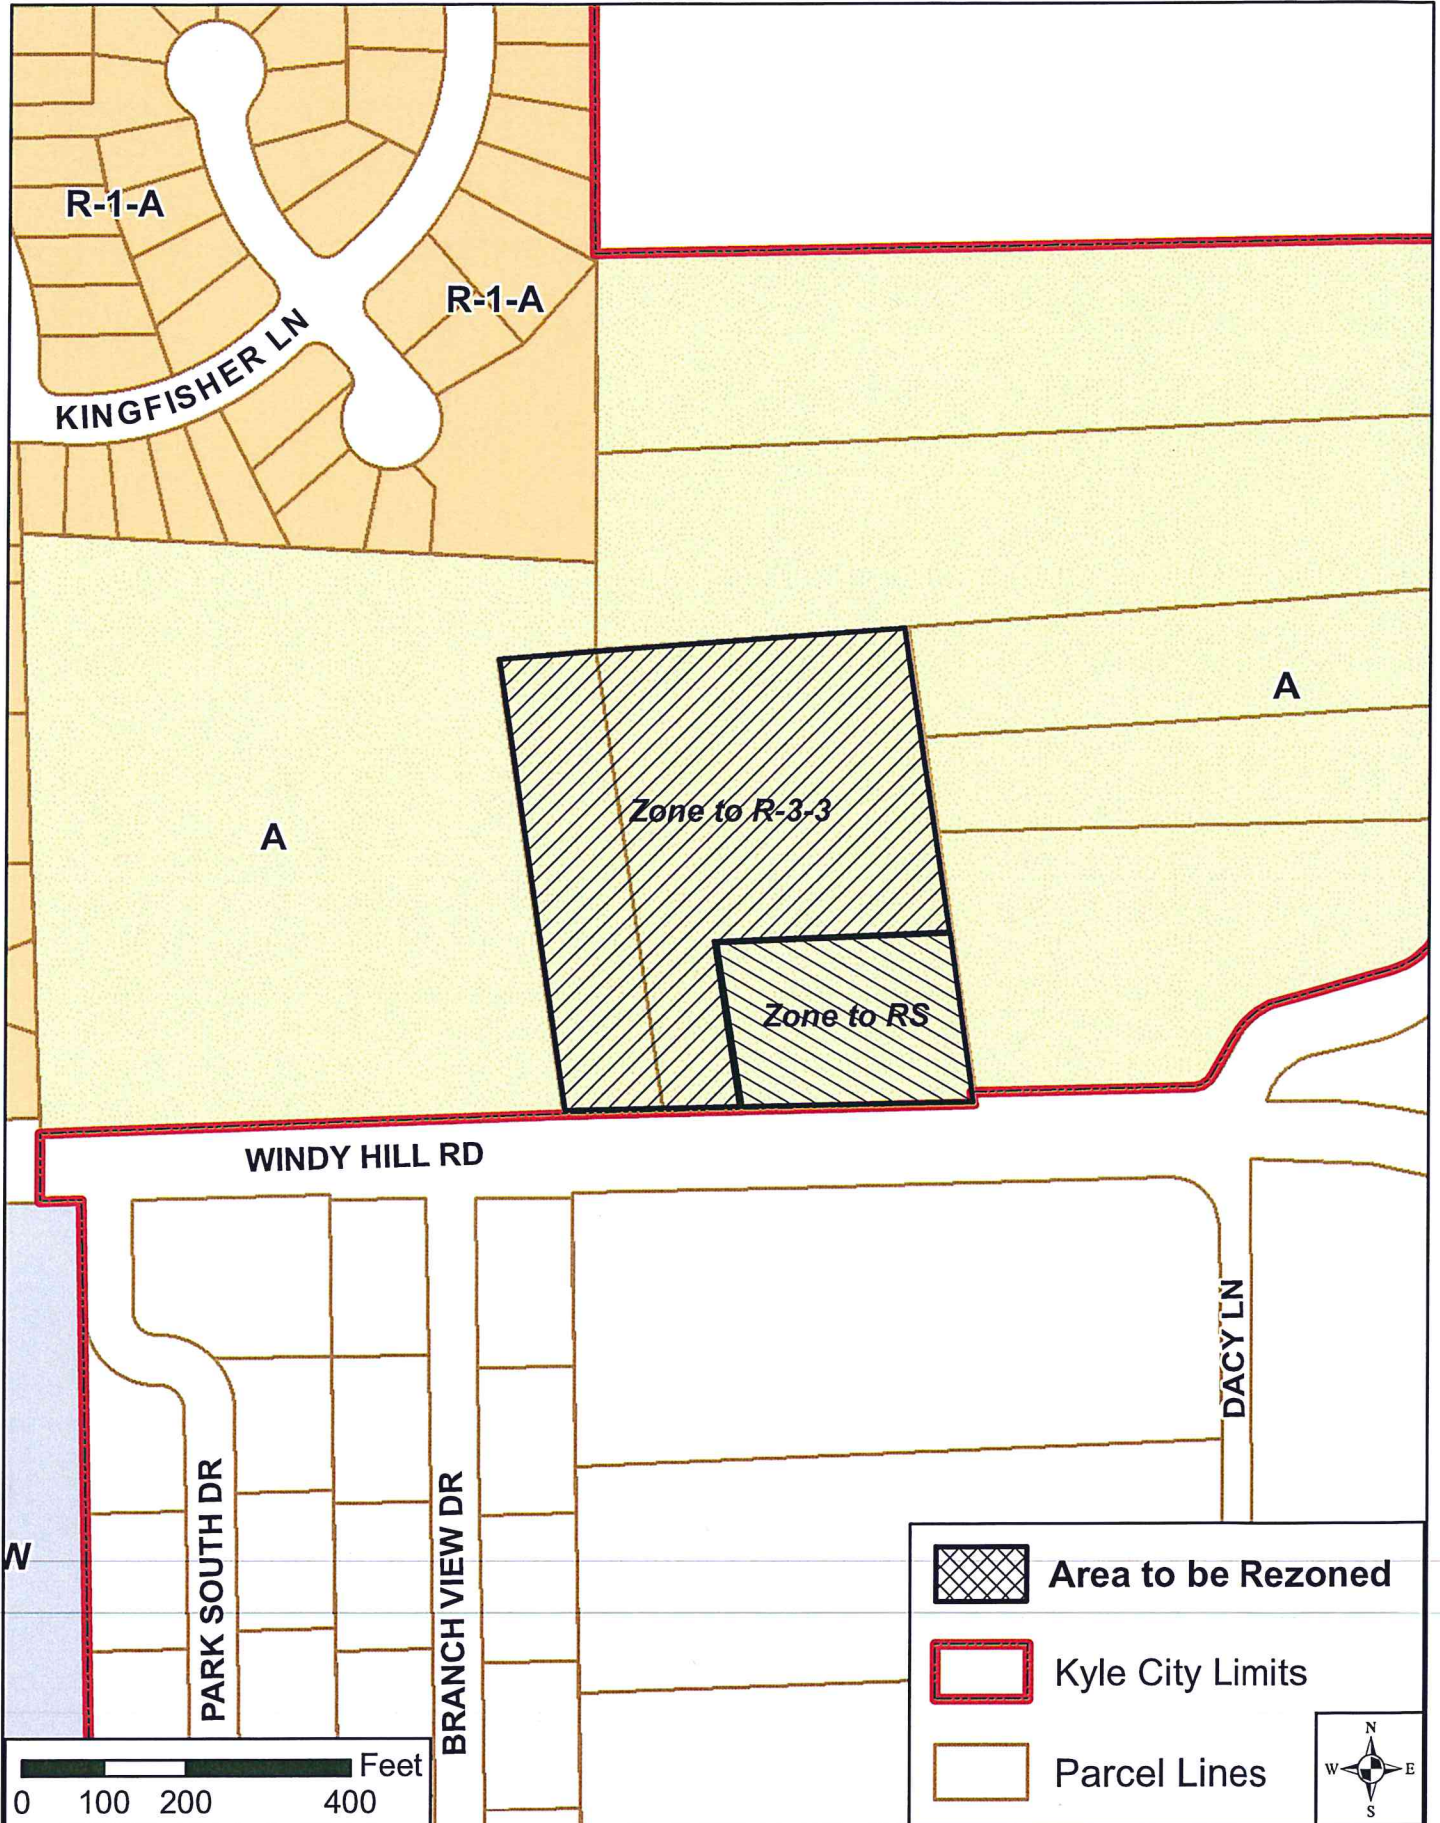 R-1-A
R-1-A
KINGFISHER LN
A
Zone to R-3-3
A
Zone to RS
WINDY HILL RD
DACY LN
PARK SOUTH DR
BRANCH VIEW DR
W
Area to be Rezoned
Kyle City Limits
Parcel Lines
N
W E
S
Feet
0 100 200 400